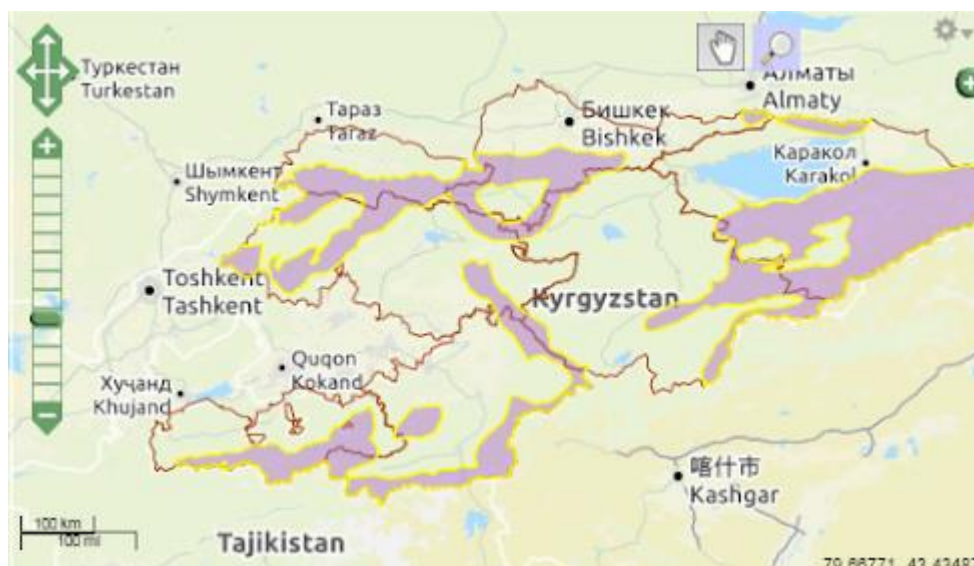 Туркестан
Turkestan
Тараз
Taraz
Алматы
Almaty
Бишкек
Bishkek
Каракол
Karakol
Шымкент
Shymkent
Toshkent
Tashkent
Kyrgyzstan
Quqon
Kokand
Хуҷанд
Khujand
喀什市
Kashgar
100 km
100 mi
Tajikistan